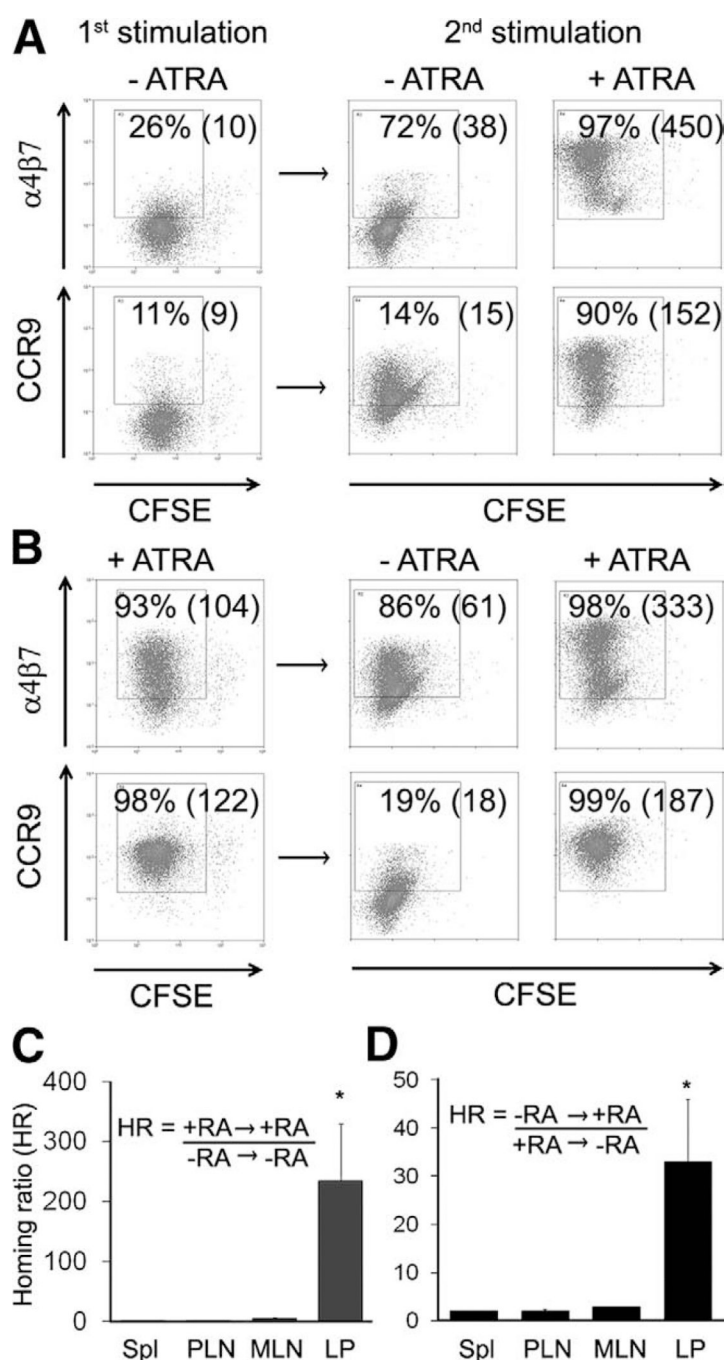 A
1st stimulation
2nd stimulation
- ATRA
- ATRA
+ ATRA
α4β7
26% (10)
72% (38)
97% (450)
CCR9
11% (9)
14% (15)
90% (152)
CFSE
CFSE
B
+ ATRA
- ATRA
+ ATRA
α4β7
93% (104)
86% (61)
98% (333)
CCR9
98% (122)
19% (18)
99% (187)
CFSE
CFSE
C
Homing ratio (HR)
400
300
200
100
0
*
HR = +RA → +RA
-RA → -RA
Spl PLN MLN LP
D
50
40
30
20
10
0
*
HR = -RA → +RA
+RA → -RA
Spl PLN MLN LP